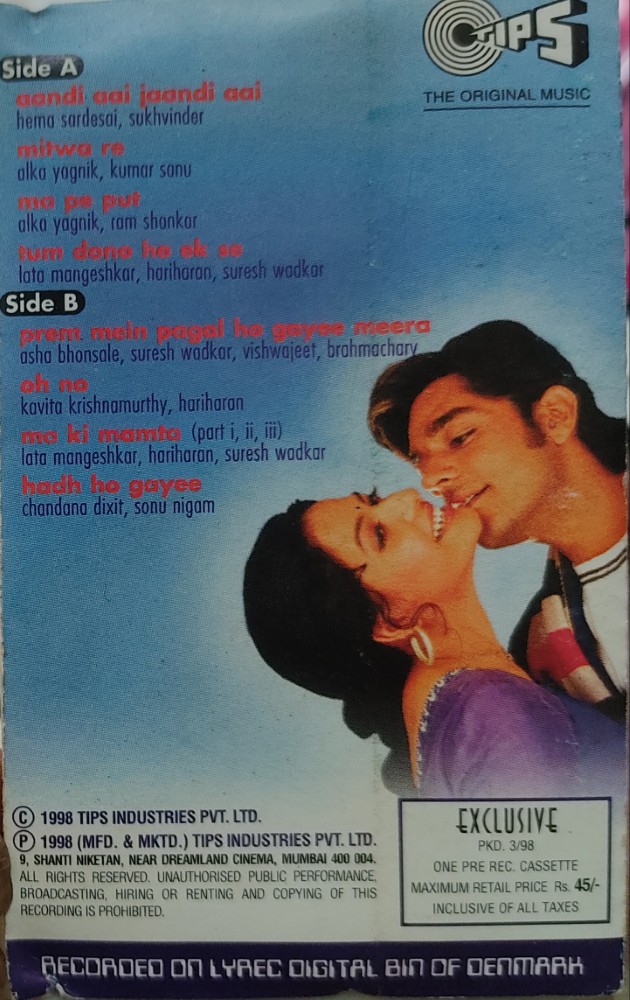 TIPS
THE ORIGINAL MUSIC
Side A
aandi aai jaandi aai
hema sardesai, sukhvinder
mitwa re
alka yagnik, kumar sanu
ma pe put
alka yagnik, ram shankar
tum dono ho ek se
lata mangeshkar, hariharan, suresh wadkar
Side B
prem mein pagal ho gayee meera
asha bhonsale, suresh wadkar, vishwajeet, brahmachary
oh no
kavita krishnamurthy, hariharan
ma ki mamta (part i, ii, iii)
lata mangeshkar, hariharan, suresh wadkar
hadh ho gayee
chandana dixit, sonu nigam
© 1998 TIPS INDUSTRIES PVT. LTD.
℗ 1998 (MFD. & MKTD.) TIPS INDUSTRIES PVT. LTD.
9, SHANTI NIKETAN, NEAR DREAMLAND CINEMA, MUMBAI 400 004.
ALL RIGHTS RESERVED. UNAUTHORISED PUBLIC PERFORMANCE,
BROADCASTING, HIRING OR RENTING AND COPYING OF THIS
RECORDING IS PROHIBITED.
EXCLUSIVE
PKD. 3/98
ONE PRE REC. CASSETTE
MAXIMUM RETAIL PRICE Rs. 45/-
INCLUSIVE OF ALL TAXES
RECORDED ON LYREC DIGITAL BIN OF DENMARK